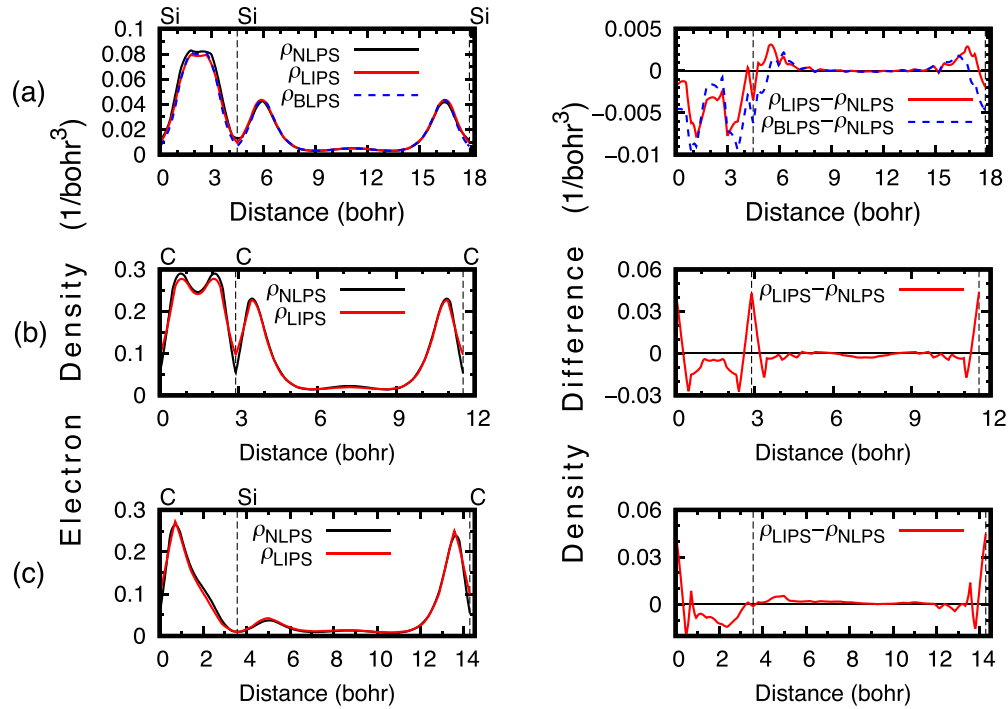 Si Si Si
(a)
0.1
0.08
0.06
0.04
0.02
0
ρNLPS
ρLIPS
ρBLPS
0 3 6 9 12 15 18
Distance (bohr)
(1/bohr³)
0.005
0
−0.005
−0.01
ρLIPS−ρNLPS
ρBLPS−ρNLPS
0 3 6 9 12 15 18
Distance (bohr)
(1/bohr³)
C C C
(b)
0.3
0.2
0.1
0
ρNLPS
ρLIPS
0 3 6 9 12
Distance (bohr)
Electron Density
0.06
0.03
0
−0.03
ρLIPS−ρNLPS
0 3 6 9 12
Distance (bohr)
Density Difference
C Si C
(c)
0.3
0.2
0.1
0
ρNLPS
ρLIPS
0 2 4 6 8 10 12 14
Distance (bohr)
0.06
0.03
0
ρLIPS−ρNLPS
0 2 4 6 8 10 12 14
Distance (bohr)